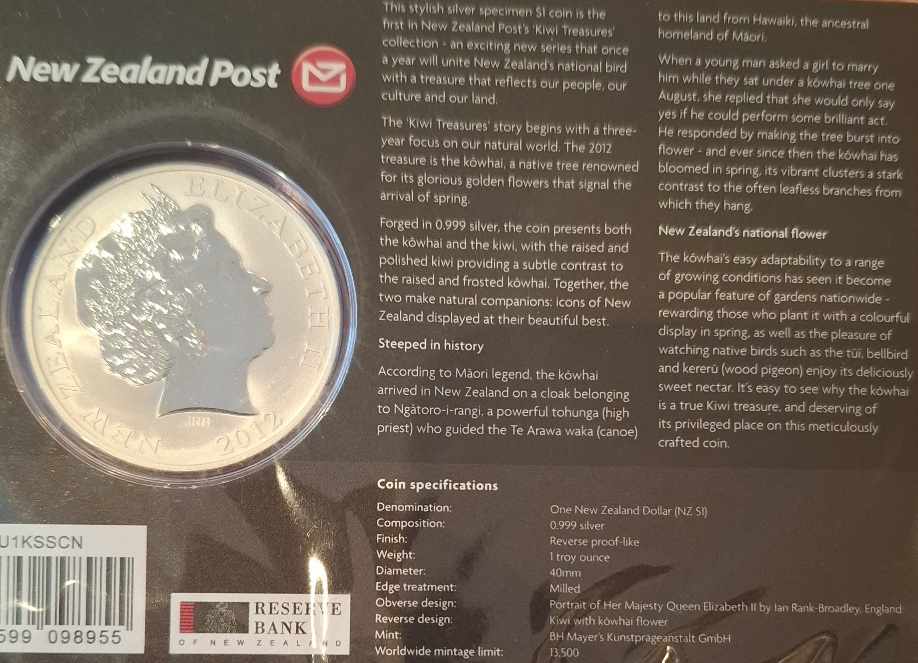 New Zealand Post
NEW ZEALAND ELIZABETH II
IRB
2012
U1KSSCN
599 098955
RESERVE
BANK
OF NEW ZEALAND
This stylish silver specimen $1 coin is the
first in New Zealand Post's 'Kiwi Treasures'
collection - an exciting new series that once
a year will unite New Zealand's national bird
with a treasure that reflects our people, our
culture and our land.
The 'Kiwi Treasures' story begins with a three-
year focus on our natural world. The 2012
treasure is the kōwhai, a native tree renowned
for its glorious golden flowers that signal the
arrival of spring.
Forged in 0.999 silver, the coin presents both
the kōwhai and the kiwi, with the raised and
polished kiwi providing a subtle contrast to
the raised and frosted kōwhai. Together, the
two make natural companions: icons of New
Zealand displayed at their beautiful best.
Steeped in history
According to Māori legend, the kōwhai
arrived in New Zealand on a cloak belonging
to Ngātoro-i-rangi, a powerful tohunga (high
priest) who guided the Te Arawa waka (canoe)
to this land from Hawaiki, the ancestral
homeland of Māori.
When a young man asked a girl to marry
him while they sat under a kōwhai tree one
August, she replied that she would only say
yes if he could perform some brilliant act.
He responded by making the tree burst into
flower - and ever since then the kōwhai has
bloomed in spring, its vibrant clusters a stark
contrast to the often leafless branches from
which they hang.
New Zealand's national flower
The kōwhai's easy adaptability to a range
of growing conditions has seen it become
a popular feature of gardens nationwide -
rewarding those who plant it with a colourful
display in spring, as well as the pleasure of
watching native birds such as the tūī, bellbird
and kererū (wood pigeon) enjoy its deliciously
sweet nectar. It's easy to see why the kōwhai
is a true Kiwi treasure, and deserving of
its privileged place on this meticulously
crafted coin.
Coin specifications
Denomination: One New Zealand Dollar (NZ $1)
Composition: 0.999 silver
Finish: Reverse proof-like
Weight: 1 troy ounce
Diameter: 40mm
Edge treatment: Milled
Obverse design: Portrait of Her Majesty Queen Elizabeth II by Ian Rank-Broadley, England
Reverse design: Kiwi with kōwhai flower
Mint: BH Mayer's Kunstprageanstalt GmbH
Worldwide mintage limit: 13,500